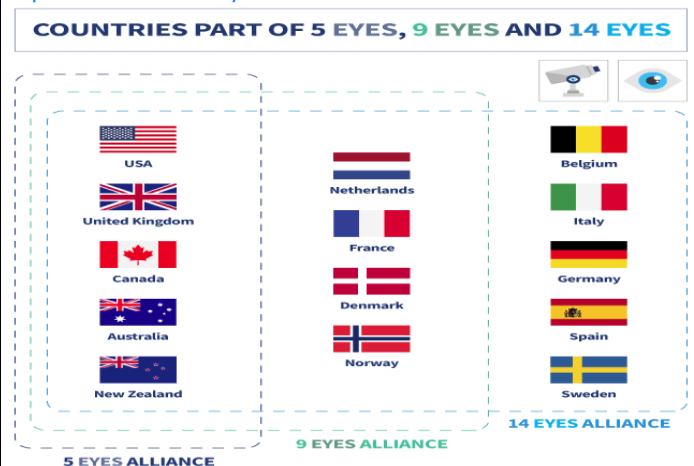 COUNTRIES PART OF 5 EYES, 9 EYES AND 14 EYES
USA
United Kingdom
Canada
Australia
New Zealand
Netherlands
France
Denmark
Norway
Belgium
Italy
Germany
Spain
Sweden
14 EYES ALLIANCE
9 EYES ALLIANCE
5 EYES ALLIANCE